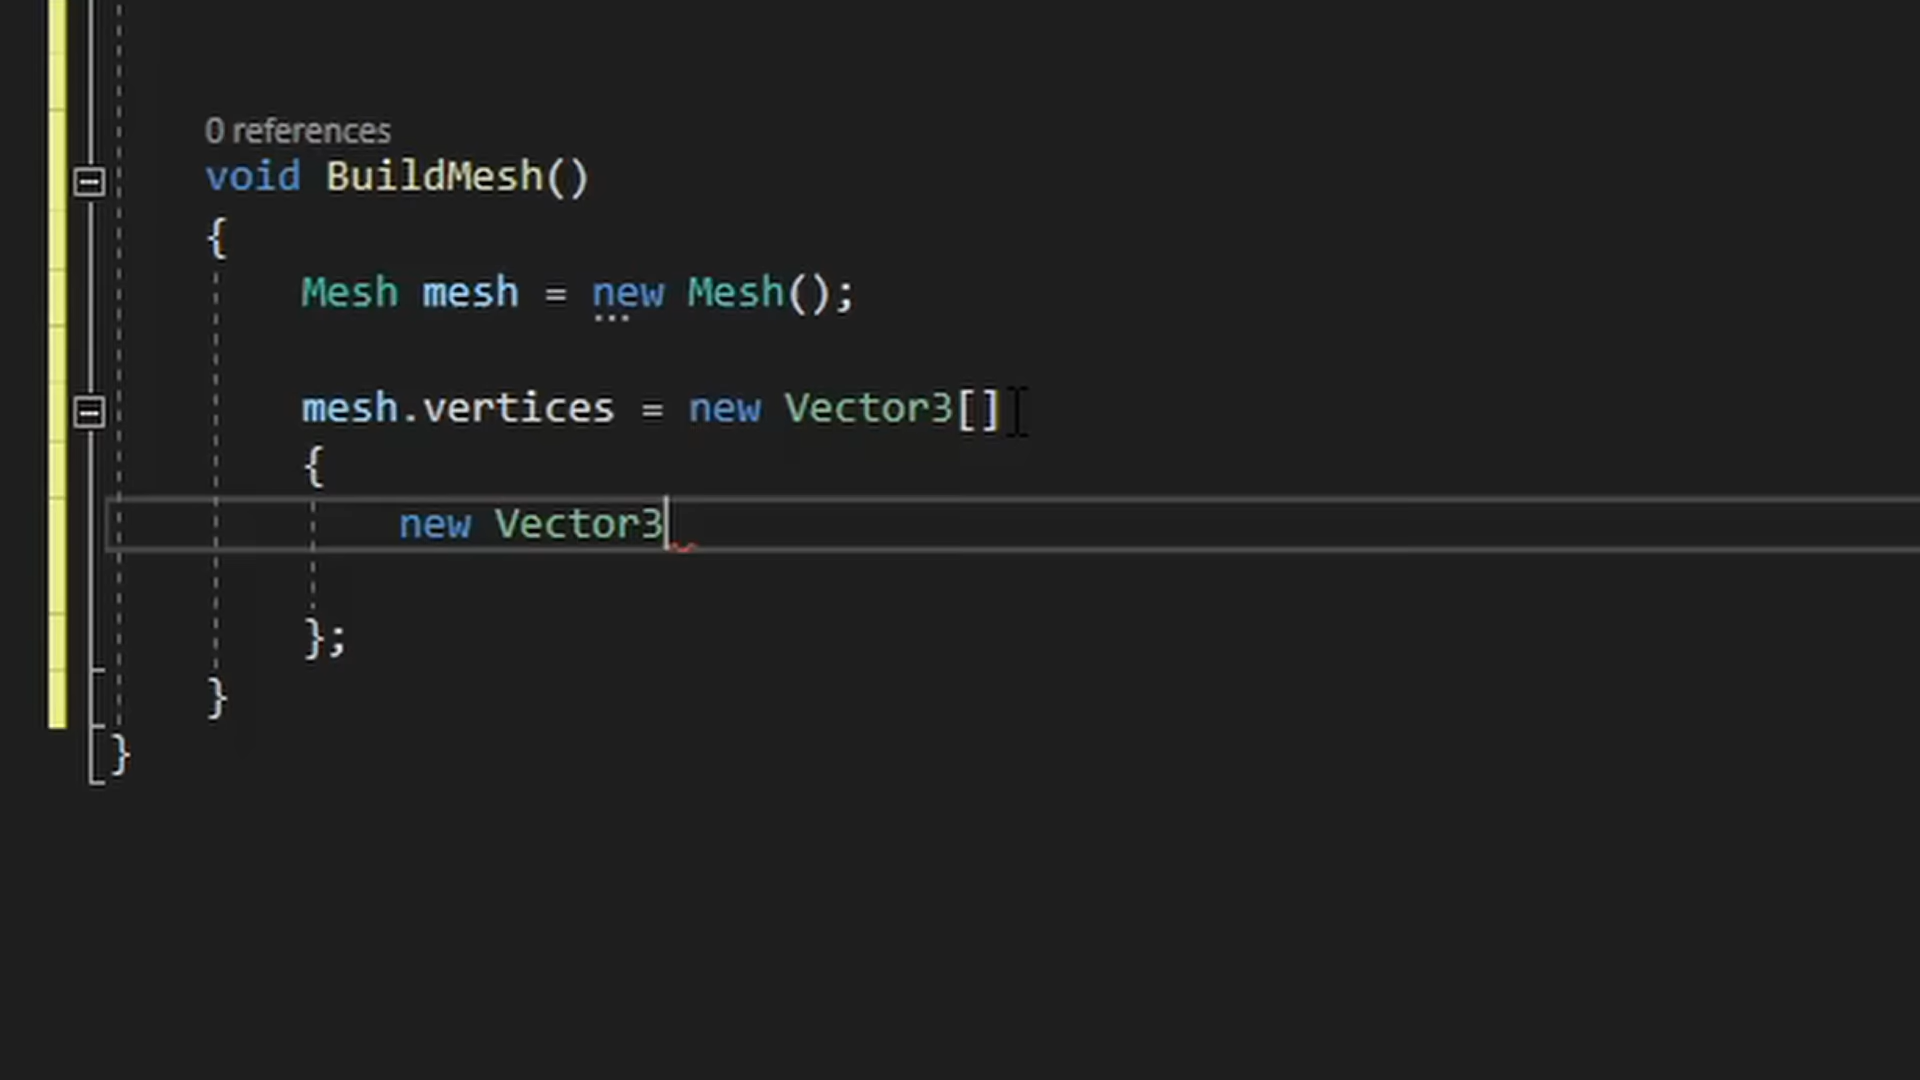 0 references
void BuildMesh()
{
Mesh mesh = new Mesh();
mesh.vertices = new Vector3[]
{
new Vector3
};
}
}